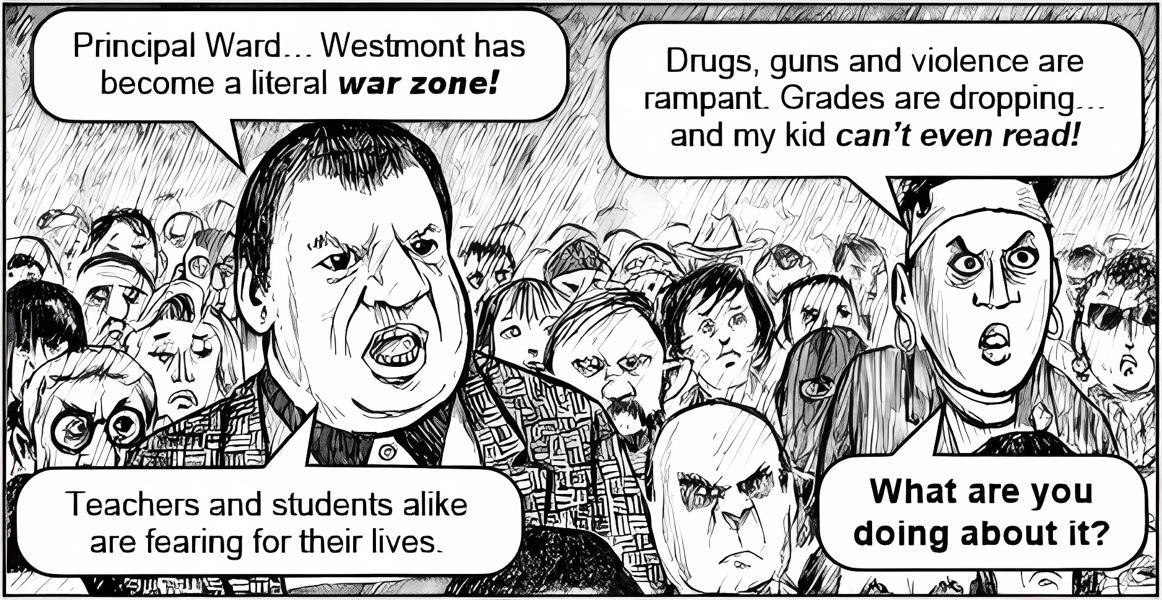 Principal Ward... Westmont has
become a literal war zone!
Drugs, guns and violence are
rampant. Grades are dropping...
and my kid can't even read!
Teachers and students alike
are fearing for their lives.
What are you
doing about it?